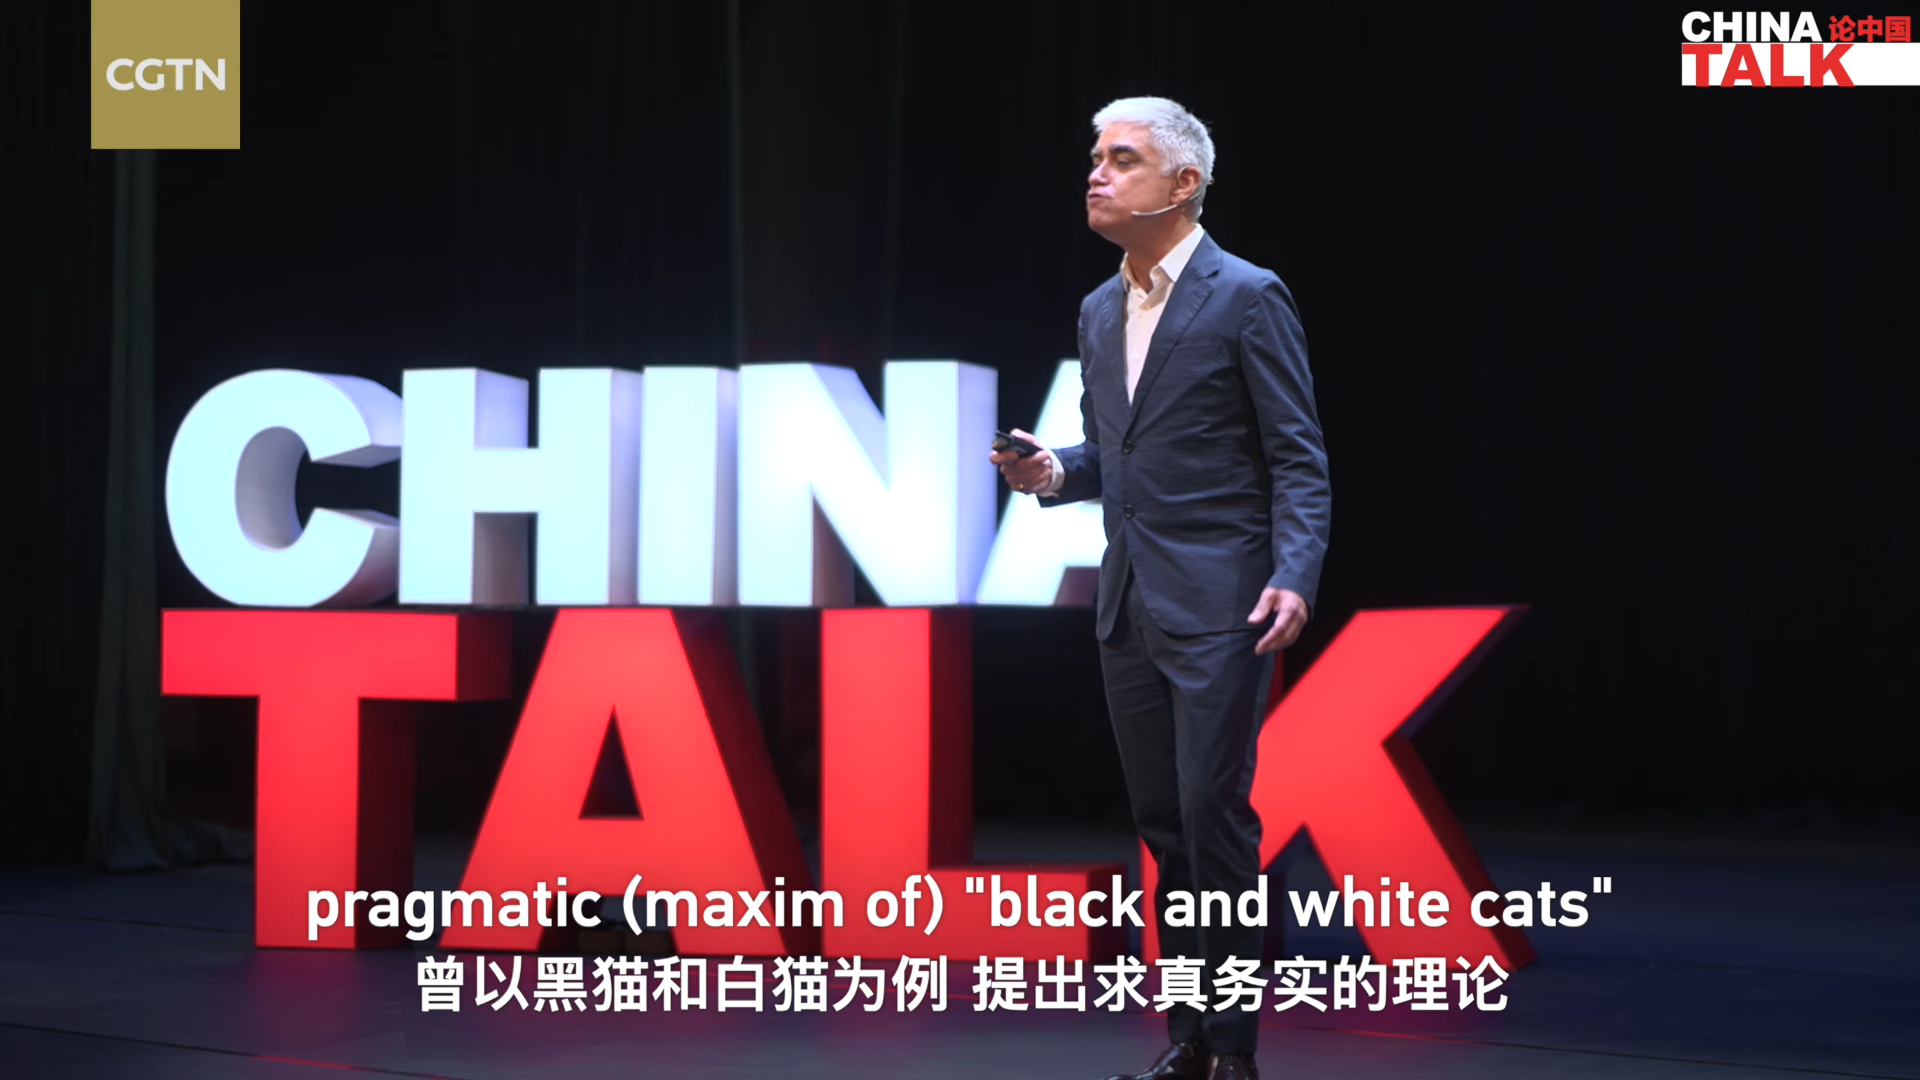 CGTN
CHINA 论中国
TALK
CHINA
TALK
pragmatic (maxim of) "black and white cats"
曾以黑猫和白猫为例 提出求真务实的理论